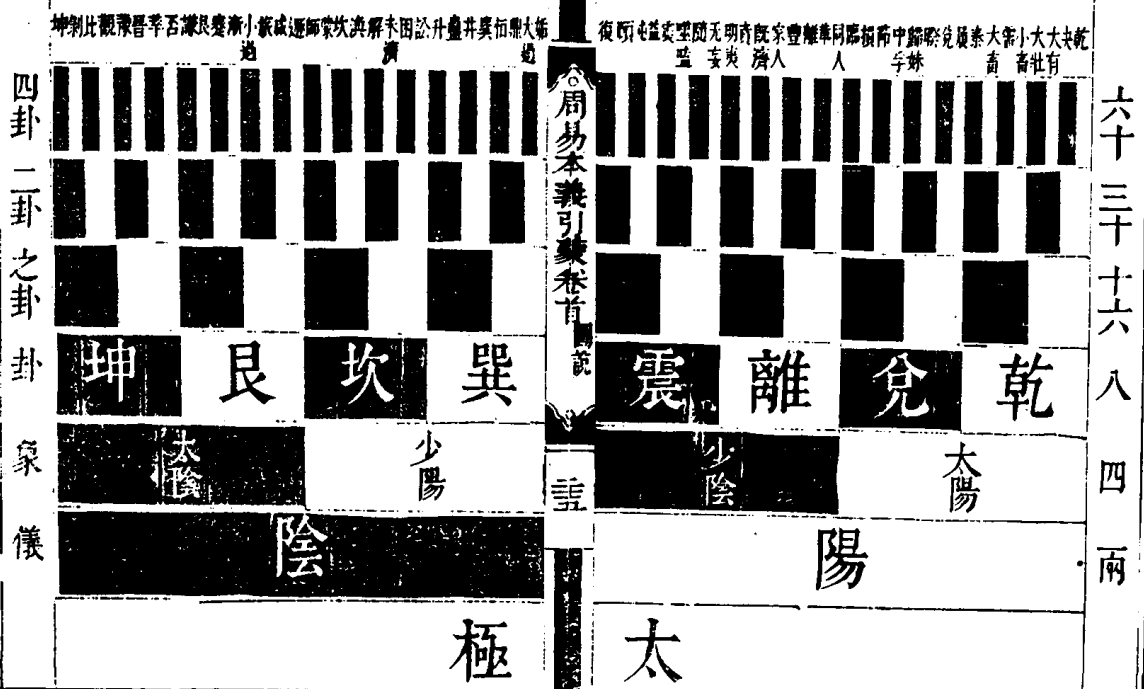 乾夬大有大壯小畜需大畜泰履兌睽歸妹中孚節損臨同人革離豐家人既濟賁明夷无妄隨噬嗑震益屯頤復
姤大過鼎恒巽井蠱升訟困未濟解渙坎蒙師遯咸旅小過漸蹇艮謙否萃晉豫觀比剝坤
六十四卦
三十二卦
十六之卦
八卦
乾兌離震巽坎艮坤
四象
太陽少陰少陽太陰
兩儀
陽陰
太極
周易本義引蒙卷首
圖說